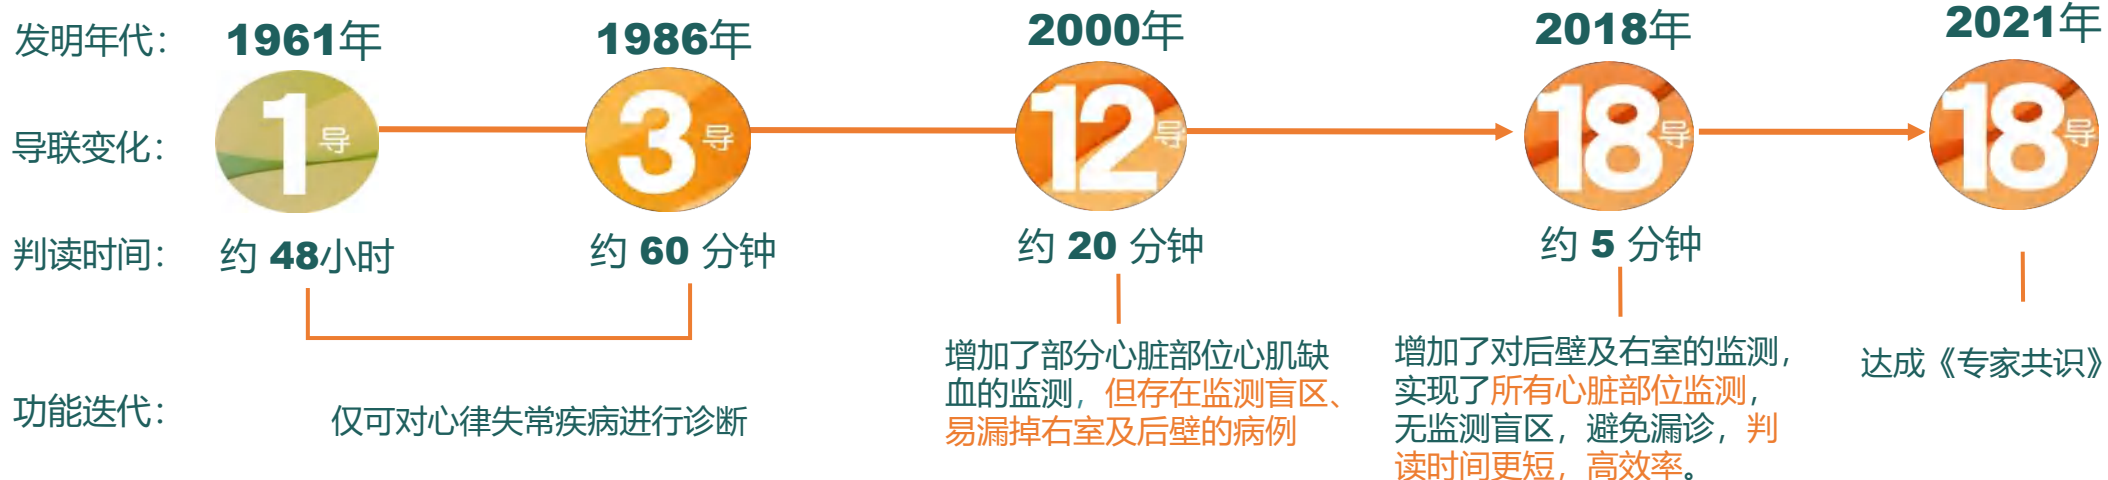 发明年代：
1961年
1986年
2000年
2018年
2021年
导联变化：
1导
3导
12导
18导
18导
判读时间：
约 48小时
约 60 分钟
约 20 分钟
约 5 分钟
功能迭代：
仅可对心律失常疾病进行诊断
增加了部分心脏部位心肌缺
血的监测，但存在监测盲区、
易漏掉右室及后壁的病例
增加了对后壁及右室的监测，
实现了所有心脏部位监测，
无监测盲区，避免漏诊，判
读时间更短，高效率。
达成《专家共识》